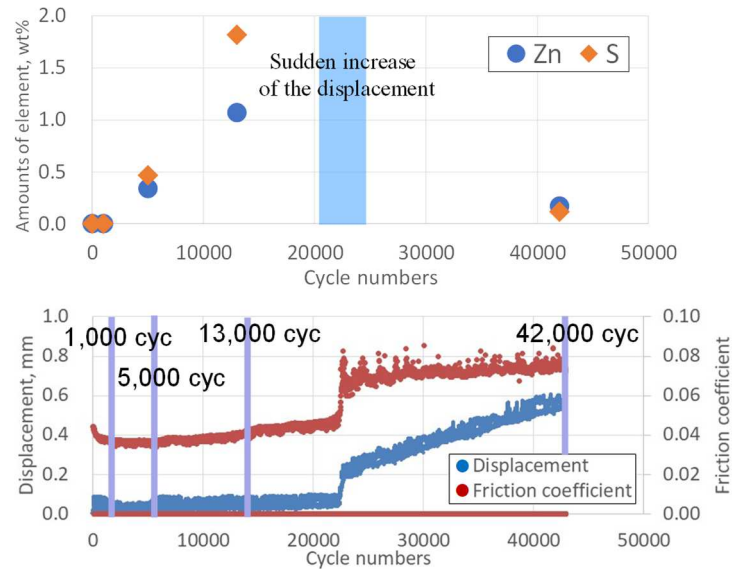 2.0
1.5
1.0
0.5
0.0
Amounts of element, wt%
Sudden increase
of the displacement
Zn
S
0
10000
20000
30000
40000
50000
Cycle numbers
1.0
0.8
0.6
0.4
0.2
0.0
Displacement, mm
1,000 cyc
5,000 cyc
13,000 cyc
42,000 cyc
Displacement
Friction coefficient
0.10
0.08
0.06
0.04
0.02
0.00
Friction coefficient
0
10000
20000
30000
40000
50000
Cycle numbers